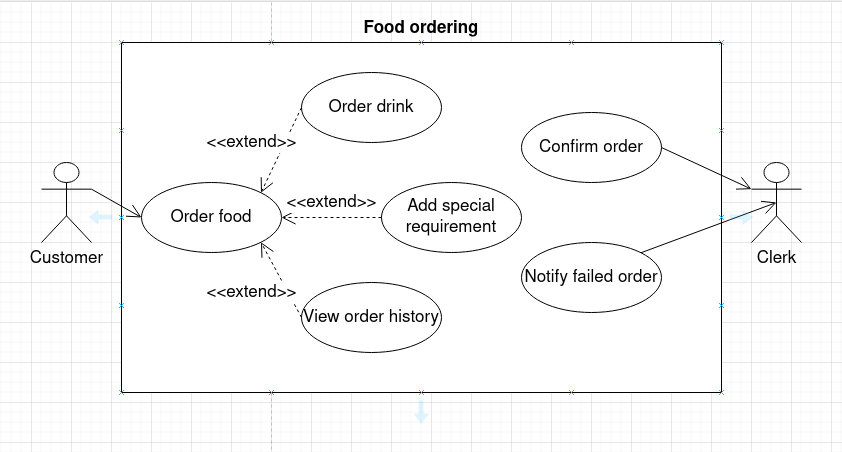 Food ordering
Order drink
<<extend>>
Confirm order
<<extend>>
Add special
requirement
Order food
Customer
Clerk
Notify failed order
<<extend>>
View order history